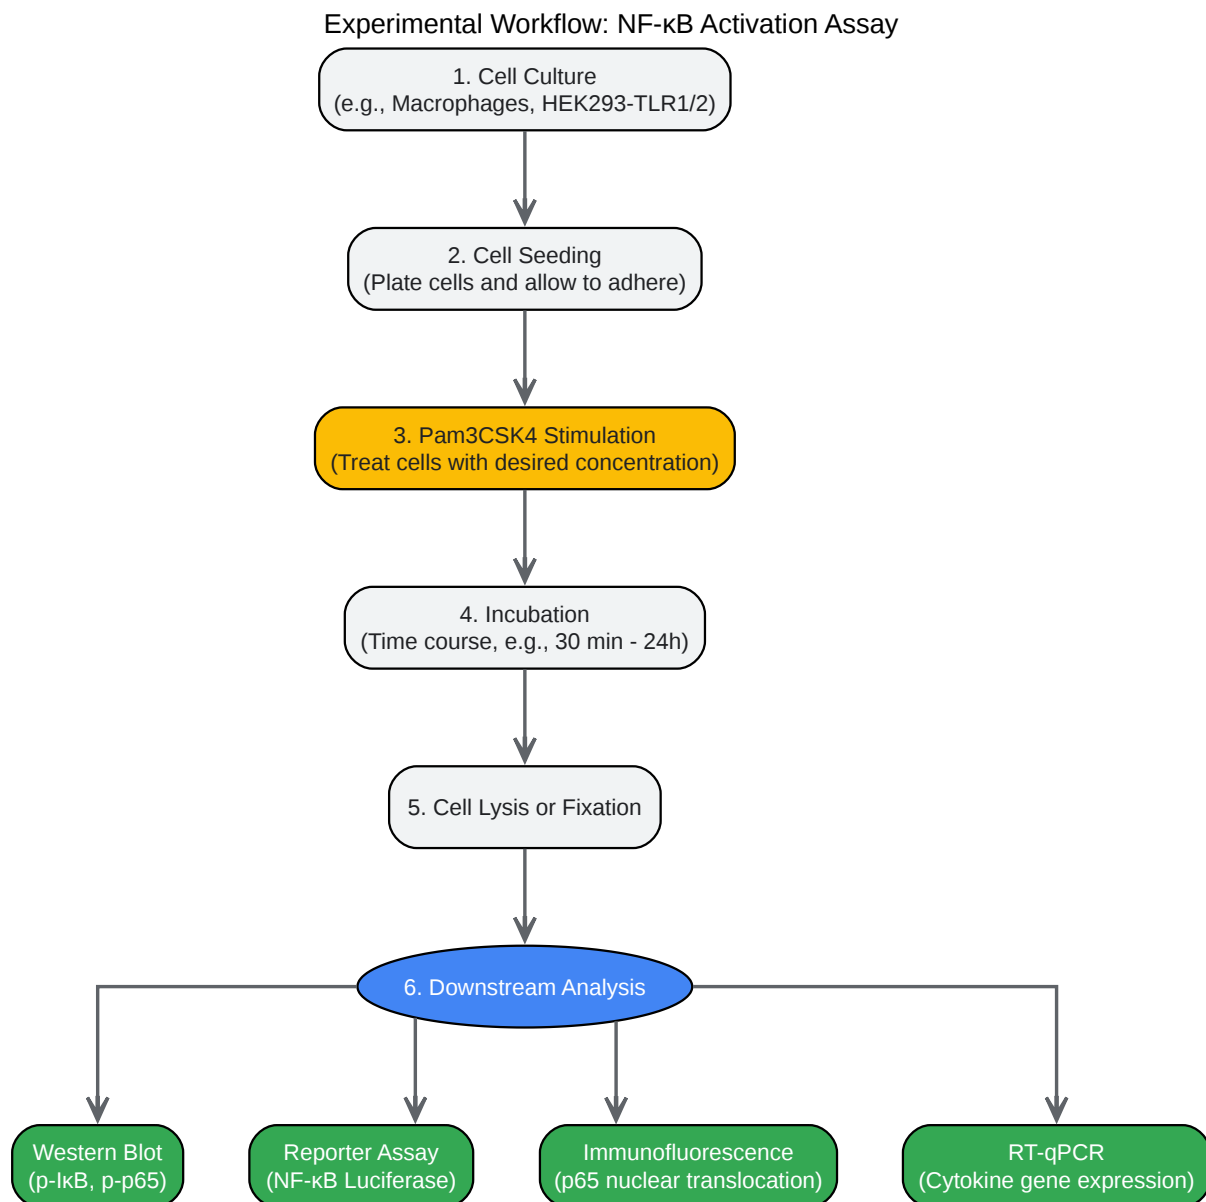 Experimental Workflow: NF-κB Activation Assay
1. Cell Culture
(e.g., Macrophages, HEK293-TLR1/2)
2. Cell Seeding
(Plate cells and allow to adhere)
3. Pam3CSK4 Stimulation
(Treat cells with desired concentration)
4. Incubation
(Time course, e.g., 30 min - 24h)
5. Cell Lysis or Fixation
6. Downstream Analysis
Western Blot
(p-IκB, p-p65)
Reporter Assay
(NF-κB Luciferase)
Immunofluorescence
(p65 nuclear translocation)
RT-qPCR
(Cytokine gene expression)